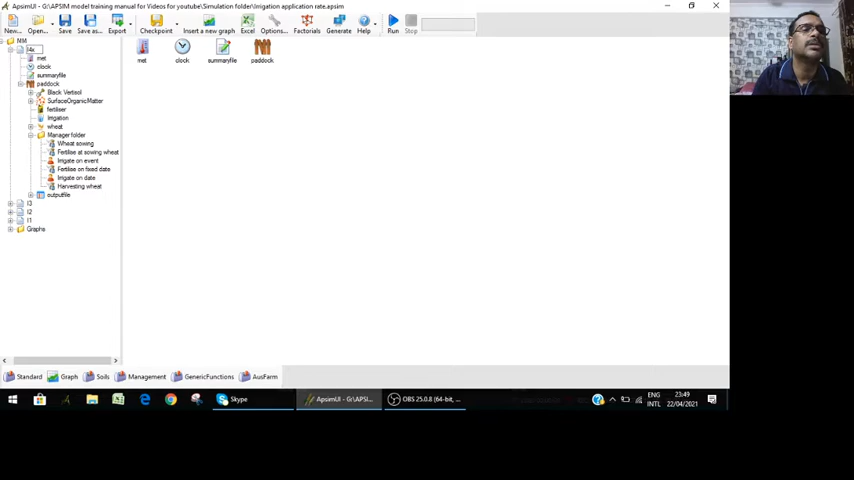 ApsimUI - G:\APSIM model training manual for Videos for youtube\Simulation folder\Irrigation application rate.apsim
New... Open... Save Save as... Export Checkpoint Insert a new graph Excel Options... Factorials Generate Help Run Stop
NM
I4x
met
clock
summaryfile
paddock
Black Vertisol
SurfaceOrganicMatter
fertiliser
Irrigation
wheat
Manager folder
Wheat sowing
Fertilise at sowing wheat
Irrigate on event
Fertilise on fixed date
Irrigate on date
Harvesting wheat
outputfile
I3
I2
I1
Graphs
met clock summaryfile paddock
Standard Graph Soils Management GenericFunctions AusFarm
Skype ApsimUI - G:\APSI... OBS 25.0.8 (64-bit, ...
ENG
INTL
23:49
22/04/2021